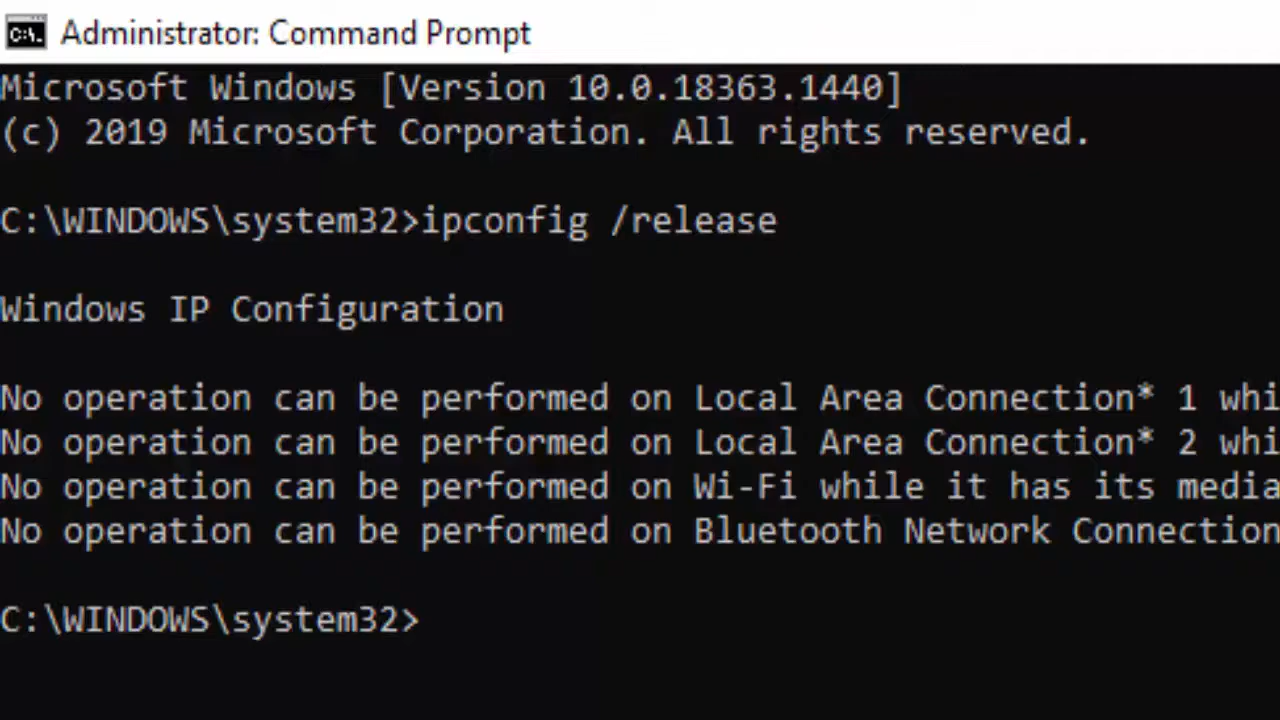 Administrator: Command Prompt
Microsoft Windows [Version 10.0.18363.1440]
(c) 2019 Microsoft Corporation. All rights reserved.
C:\WINDOWS\system32>ipconfig /release
Windows IP Configuration
No operation can be performed on Local Area Connection* 1 whi
No operation can be performed on Local Area Connection* 2 whi
No operation can be performed on Wi-Fi while it has its media
No operation can be performed on Bluetooth Network Connection
C:\WINDOWS\system32>